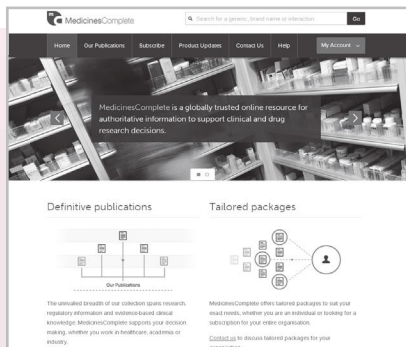 mc MedicinesComplete
Search for a generic, brand name or interaction Go
Home Our Publications Subscribe Product Updates Contact Us Help My Account
MedicinesComplete is a globally trusted online resource for
authoritative information to support clinical and drug
research decisions.
Definitive publications
Our Publications
The unrivalled breadth of our collection spans research,
regulatory information and evidence-based clinical
knowledge. MedicinesComplete supports your decision
making, whether you work in healthcare, academia or
industry.
Tailored packages
MedicinesComplete offers tailored packages to suit your
exact needs, whether you are an individual or looking for a
subscription for your entire organisation.
Contact us to discuss tailored packages for your
organisation.